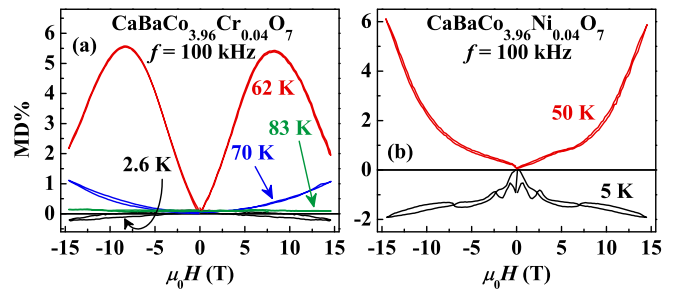 CaBaCo3.96Cr0.04O7
(a)
f = 100 kHz
62 K
83 K
2.6 K
70 K
MD%
6
5
4
3
2
1
0
-15 -10 -5 0 5 10 15
μ0H (T)
CaBaCo3.96Ni0.04O7
f = 100 kHz
50 K
(b)
5 K
6
4
2
0
-2
-15 -10 -5 0 5 10 15
μ0H (T)